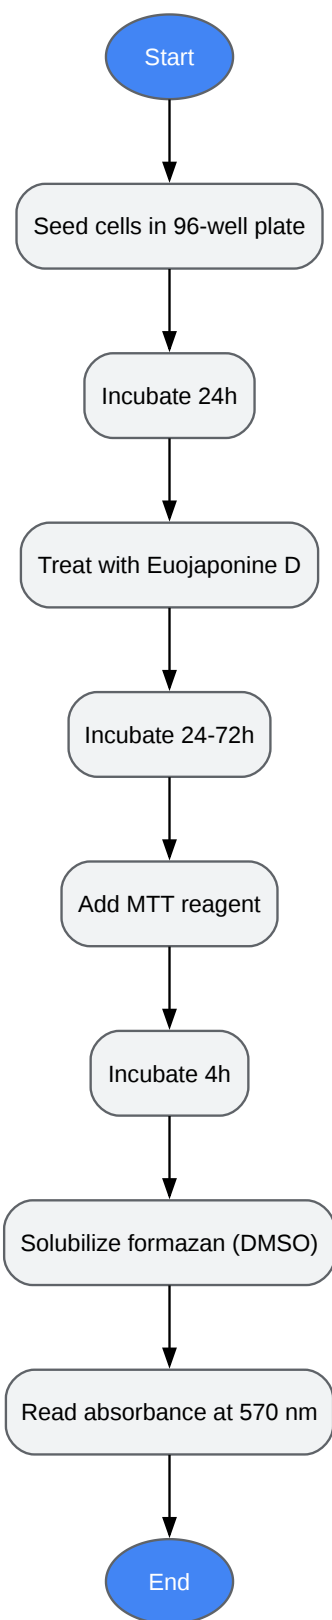 Start
Seed cells in 96-well plate
Incubate 24h
Treat with Euojaponine D
Incubate 24-72h
Add MTT reagent
Incubate 4h
Solubilize formazan (DMSO)
Read absorbance at 570 nm
End